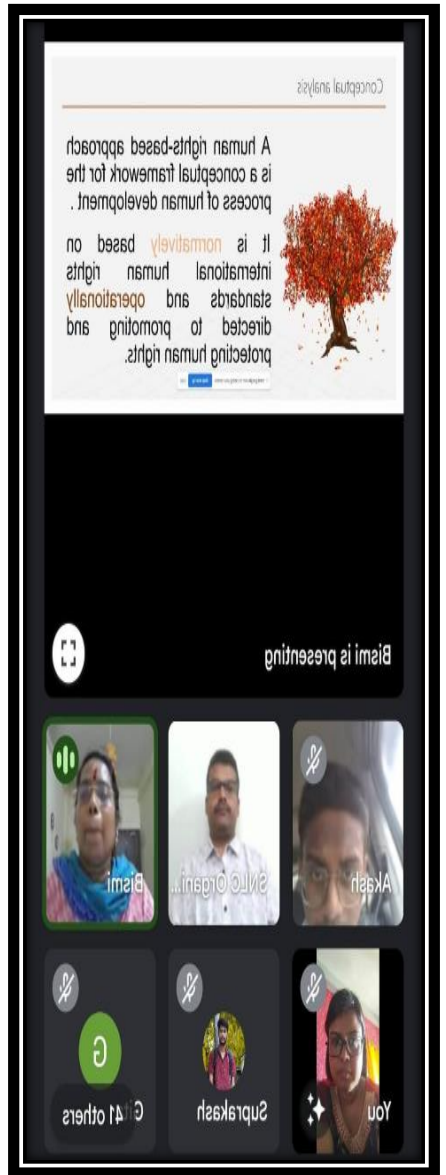 Conceptual analysis
A human rights-based approach
is a conceptual framework for the
process of human development .
It is normatively based on
international human rights
standards and operationally
directed to promoting and
protecting human rights.
Bismi is presenting
Akash
SNLC Organi...
Bismi
You
Suprakash
G
41 others